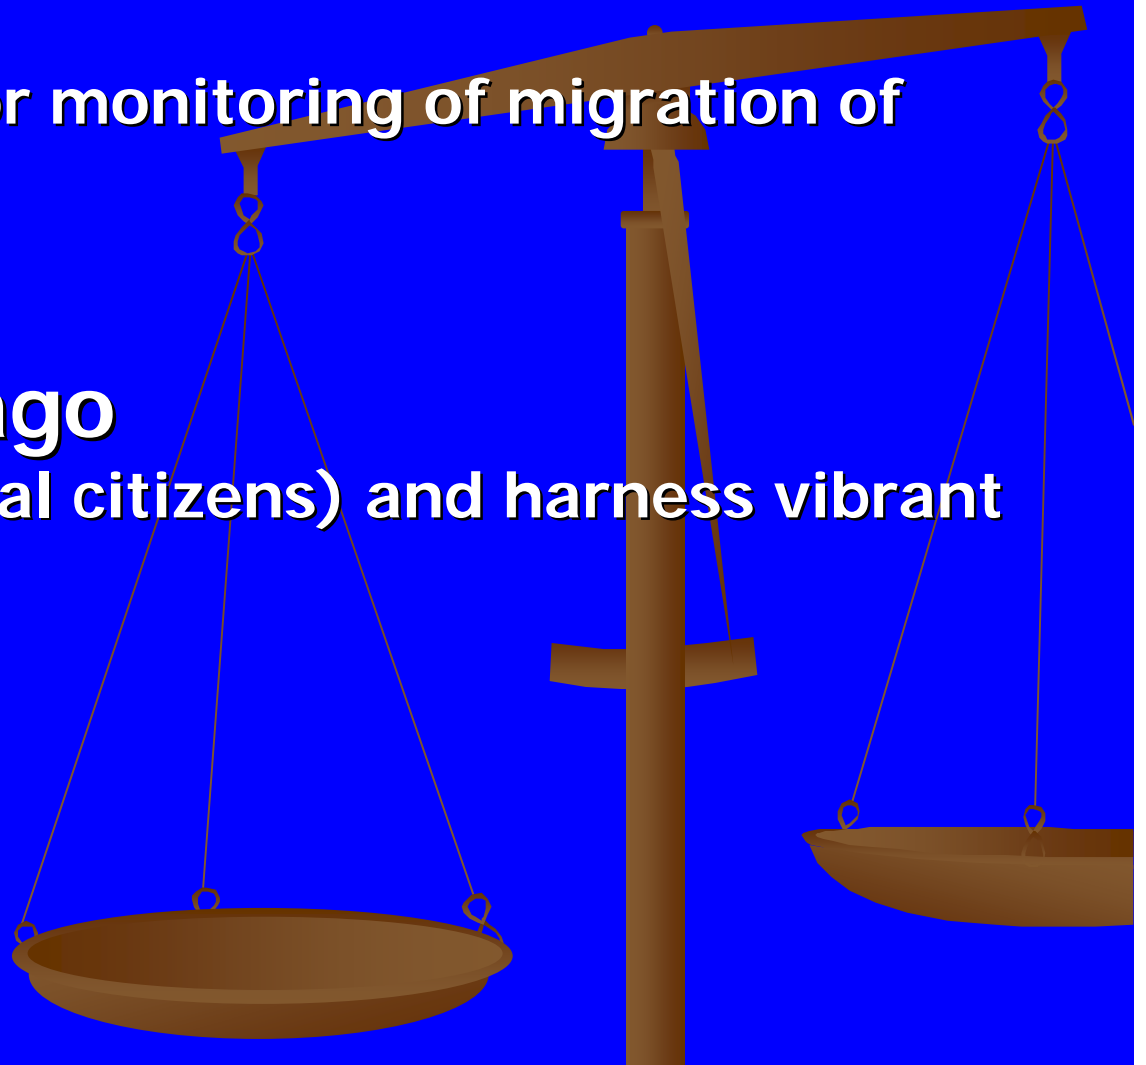 r monitoring of migration of
ago
al citizens) and harness vibrant